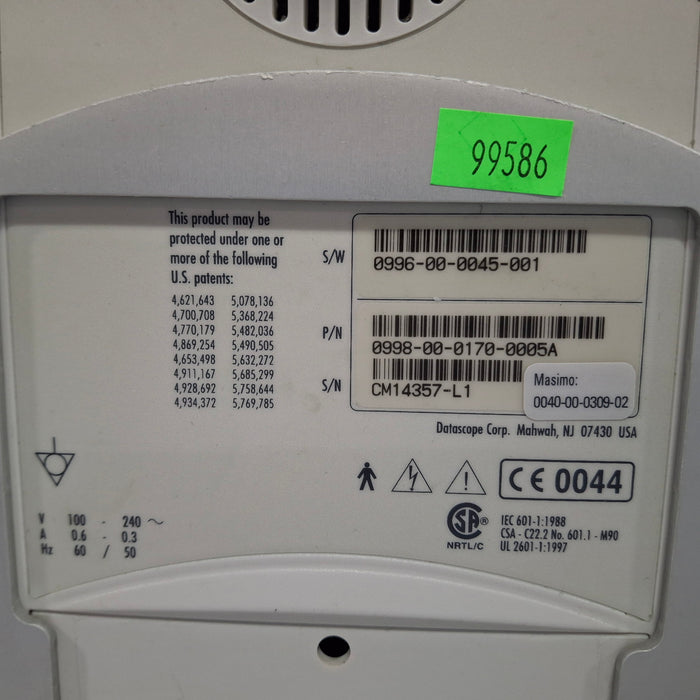 99586
This product may be
protected under one or
more of the following
U.S. patents:
4,621,643 5,078,136
4,700,708 5,368,224
4,770,179 5,482,036
4,869,254 5,490,505
4,653,498 5,632,272
4,911,167 5,685,299
4,928,692 5,758,644
4,934,372 5,769,785
S/W
0996-00-0045-001
P/N
0998-00-0170-0005A
S/N
CM14357-L1
Masimo:
0040-00-0309-02
Datascope Corp. Mahwah, NJ 07430 USA
CE 0044
V 100 - 240 ~
A 0.6 - 0.3
Hz 60 / 50
SA ®
NRTL/C
IEC 601-1:1988
CSA - C22.2 No. 601.1 - M90
UL 2601-1:1997